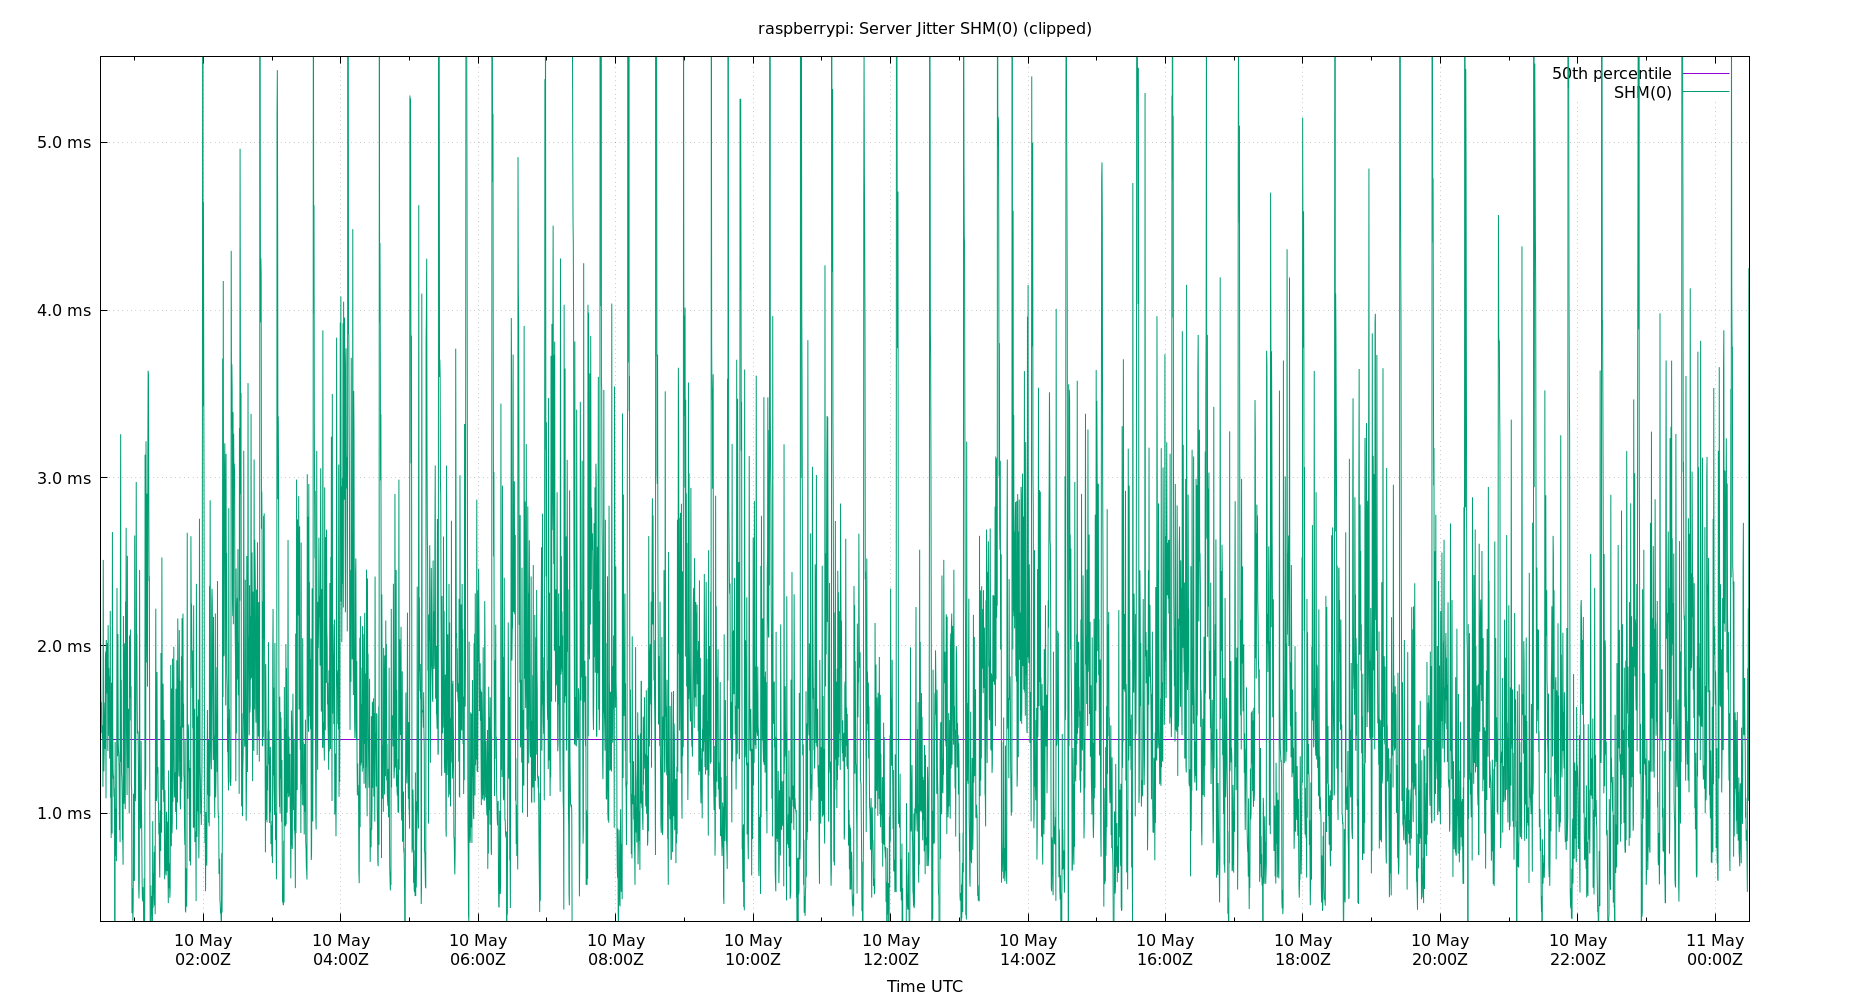 raspberrypi: Server Jitter SHM(0) (clipped)
50th percentile
SHM(0)
5.0 ms
4.0 ms
3.0 ms
2.0 ms
1.0 ms
10 May 10 May 10 May 10 May 10 May 10 May 10 May 10 May 10 May 10 May 10 May 11 May
02:00Z 04:00Z 06:00Z 08:00Z 10:00Z 12:00Z 14:00Z 16:00Z 18:00Z 20:00Z 22:00Z 00:00Z
Time UTC